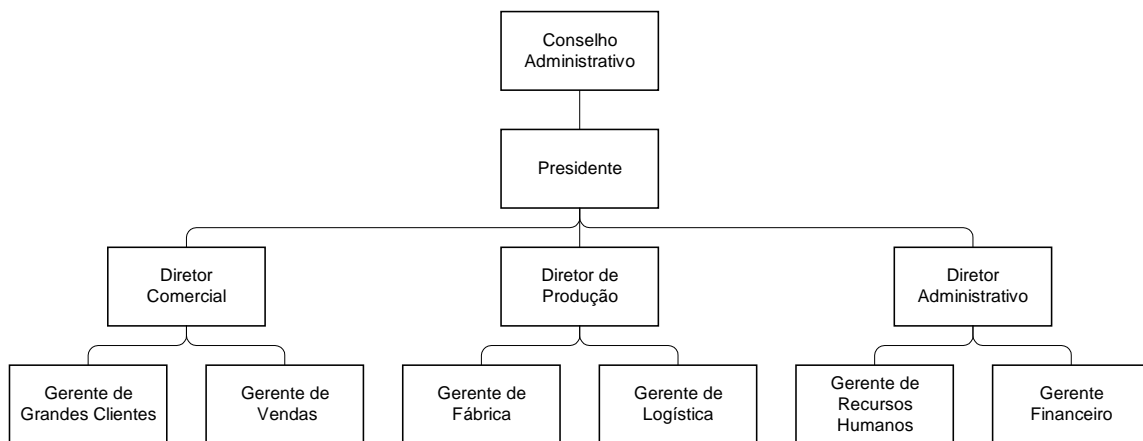 Conselho
Administrativo
Presidente
Diretor
Comercial
Diretor de
Produção
Diretor
Administrativo
Gerente de
Grandes Clientes
Gerente de
Vendas
Gerente de
Fábrica
Gerente de
Logística
Gerente de
Recursos
Humanos
Gerente
Financeiro